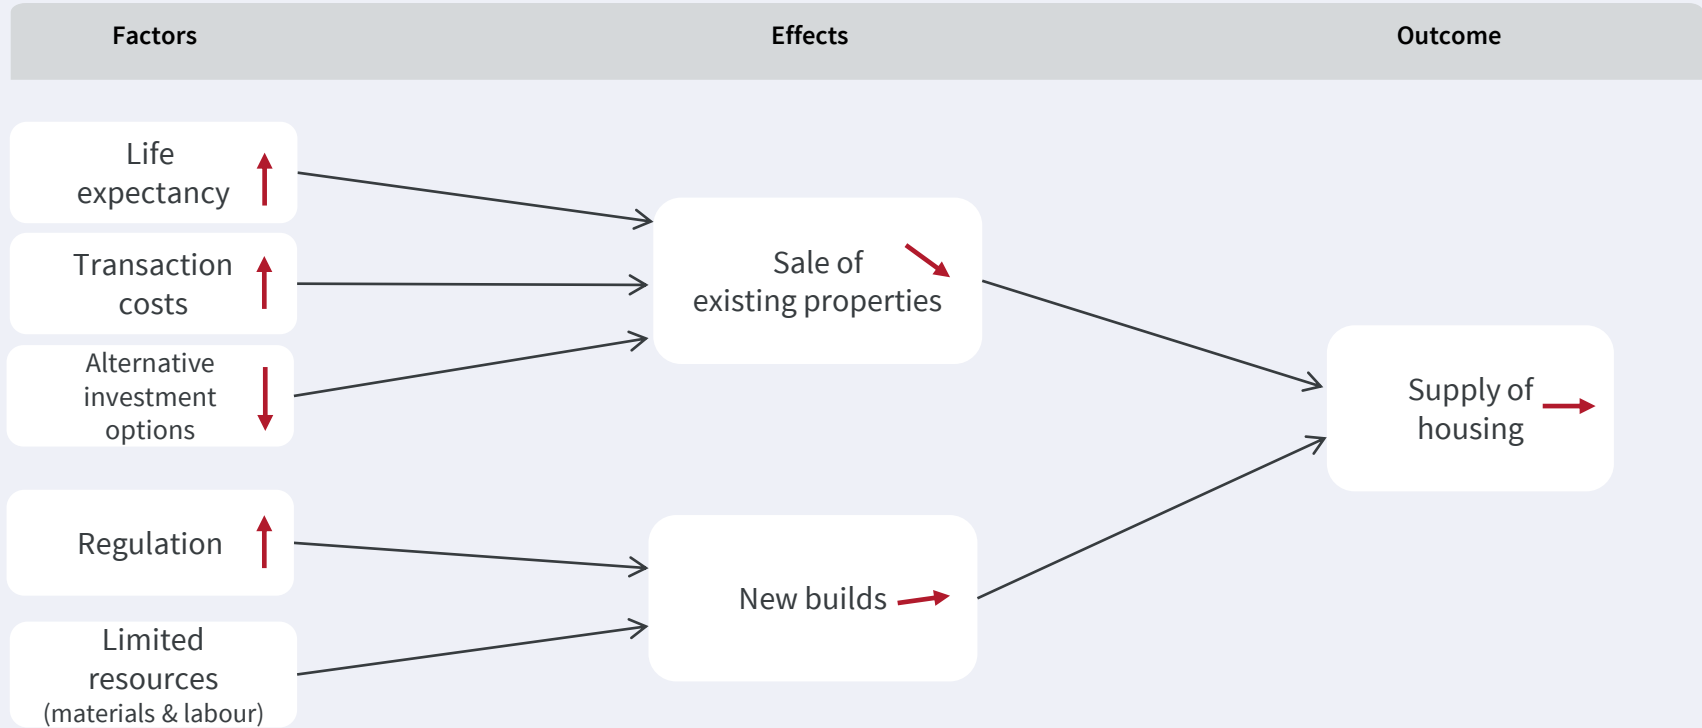 Factors
Effects
Outcome
Life
expectancy
Transaction
costs
Alternative
investment
options
Regulation
Limited
resources
(materials & labour)
Sale of
existing properties
New builds
Supply of
housing